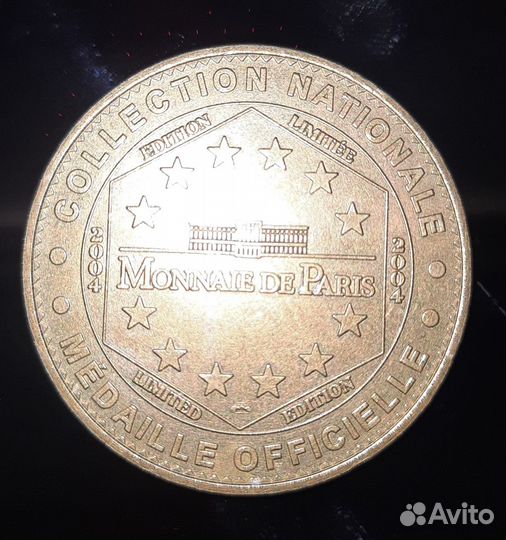 COLLECTION NATIONALE
EDITION LIMITÉE
2004
2004
MONNAIE DE PARIS
LIMITED EDITION
MÉDAILLE OFFICIELLE
Avito